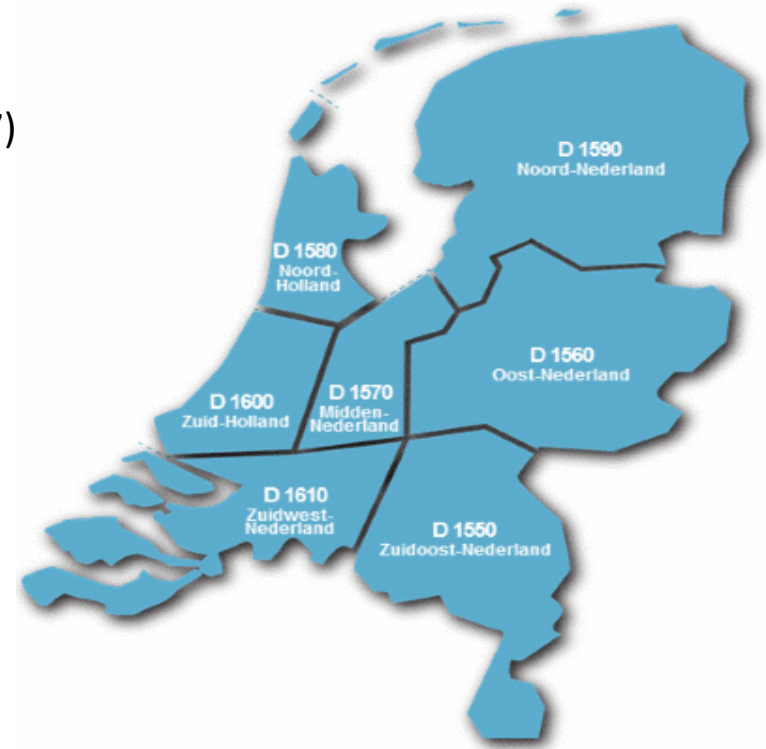 )
D 1590
Noord-Nederland
D 1580
Noord-
Holland
D 1560
Oost-Nederland
D 1570
Midden-
Nederland
D 1600
Zuid-Holland
D 1610
Zuidwest-
Nederland
D 1550
Zuidoost-Nederland